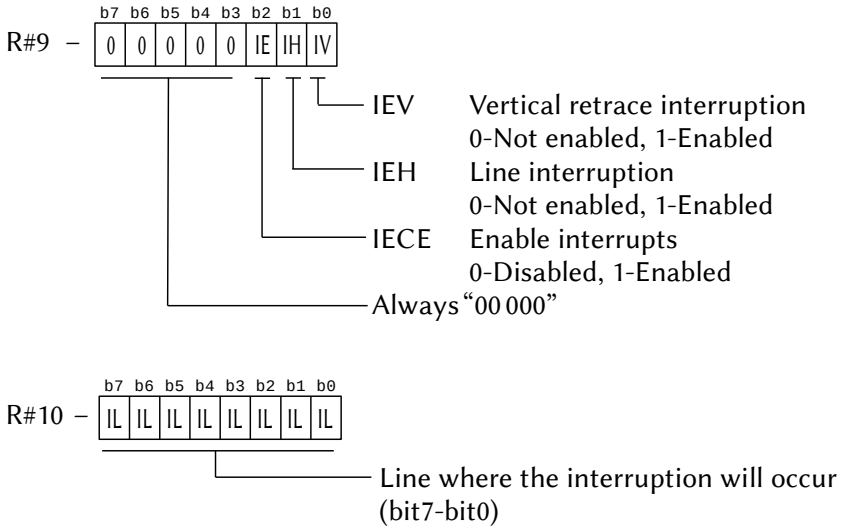 b7 b6 b5 b4 b3 b2 b1 b0
R#9 – 0 0 0 0 0 IE IH IV
IEV Vertical retrace interruption
0-Not enabled, 1-Enabled
IEH Line interruption
0-Not enabled, 1-Enabled
IECE Enable interrupts
0-Disabled, 1-Enabled
Always “00 000”
b7 b6 b5 b4 b3 b2 b1 b0
R#10 – IL IL IL IL IL IL IL IL
Line where the interruption will occur
(bit7-bit0)